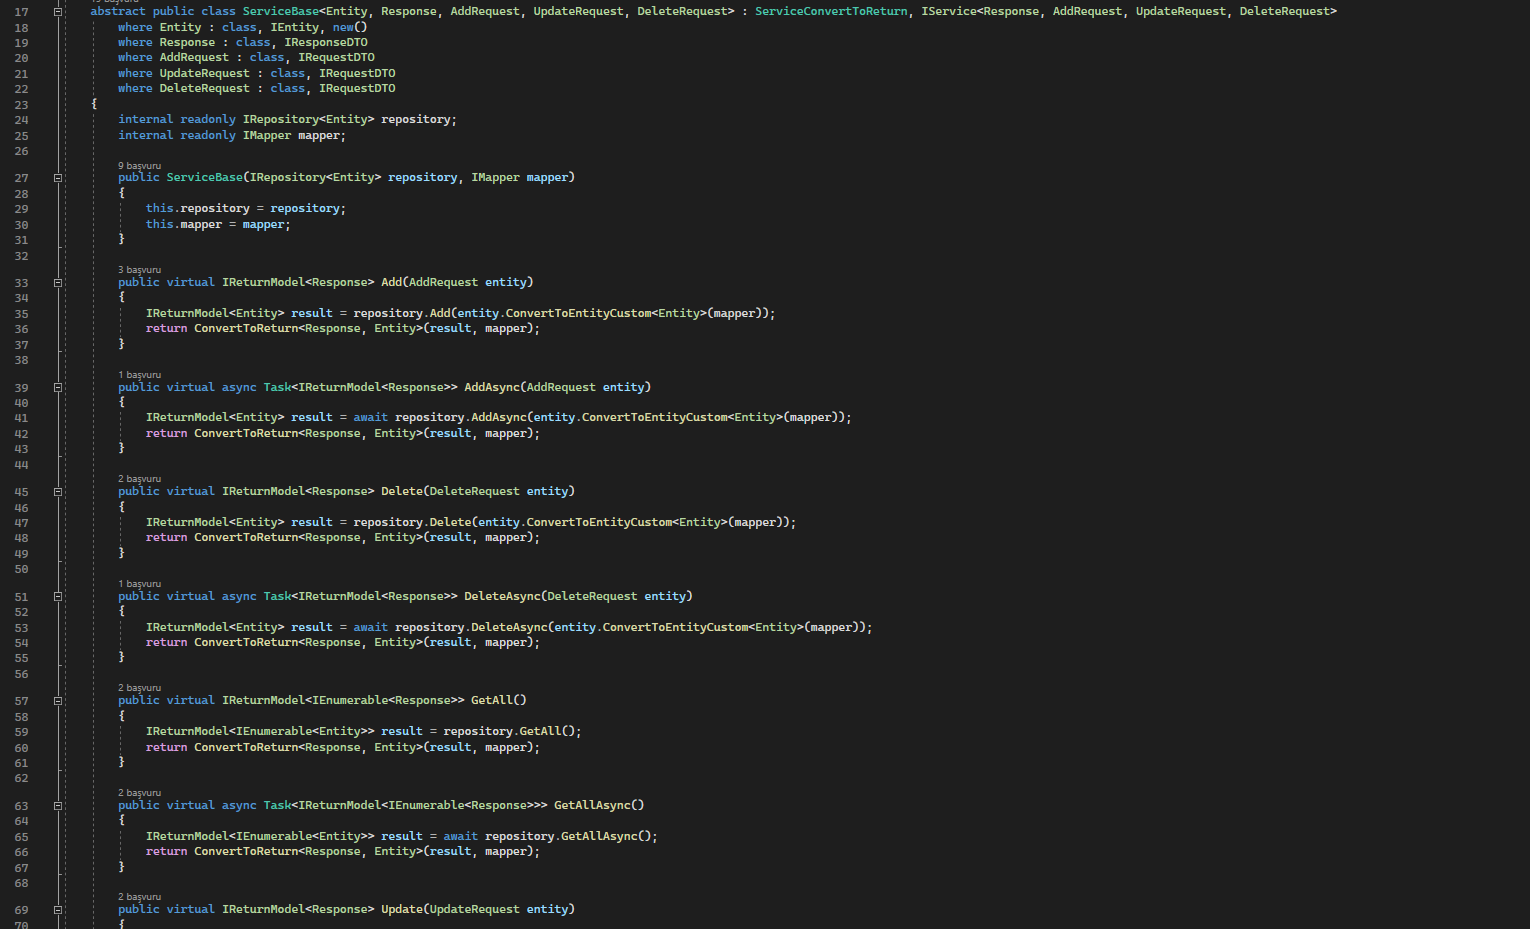 17 abstract public class ServiceBase<Entity, Response, AddRequest, UpdateRequest, DeleteRequest> : ServiceConvertToReturn, IService<Response, AddRequest, UpdateRequest, DeleteRequest>
18 where Entity : class, IEntity, new()
19 where Response : class, IResponseDTO
20 where AddRequest : class, IRequestDTO
21 where UpdateRequest : class, IRequestDTO
22 where DeleteRequest : class, IRequestDTO
23 {
24 internal readonly IRepository<Entity> repository;
25 internal readonly IMapper mapper;
26
9 başvuru
27 public ServiceBase(IRepository<Entity> repository, IMapper mapper)
28 {
29 this.repository = repository;
30 this.mapper = mapper;
31 }
32
3 başvuru
33 public virtual IReturnModel<Response> Add(AddRequest entity)
34 {
35 IReturnModel<Entity> result = repository.Add(entity.ConvertToEntityCustom<Entity>(mapper));
36 return ConvertToReturn<Response, Entity>(result, mapper);
37 }
38
1 başvuru
39 public virtual async Task<IReturnModel<Response>> AddAsync(AddRequest entity)
40 {
41 IReturnModel<Entity> result = await repository.AddAsync(entity.ConvertToEntityCustom<Entity>(mapper));
42 return ConvertToReturn<Response, Entity>(result, mapper);
43 }
44
2 başvuru
45 public virtual IReturnModel<Response> Delete(DeleteRequest entity)
46 {
47 IReturnModel<Entity> result = repository.Delete(entity.ConvertToEntityCustom<Entity>(mapper));
48 return ConvertToReturn<Response, Entity>(result, mapper);
49 }
50
1 başvuru
51 public virtual async Task<IReturnModel<Response>> DeleteAsync(DeleteRequest entity)
52 {
53 IReturnModel<Entity> result = await repository.DeleteAsync(entity.ConvertToEntityCustom<Entity>(mapper));
54 return ConvertToReturn<Response, Entity>(result, mapper);
55 }
56
2 başvuru
57 public virtual IReturnModel<IEnumerable<Response>> GetAll()
58 {
59 IReturnModel<IEnumerable<Entity>> result = repository.GetAll();
60 return ConvertToReturn<Response, Entity>(result, mapper);
61 }
62
2 başvuru
63 public virtual async Task<IReturnModel<IEnumerable<Response>>> GetAllAsync()
64 {
65 IReturnModel<IEnumerable<Entity>> result = await repository.GetAllAsync();
66 return ConvertToReturn<Response, Entity>(result, mapper);
67 }
68
2 başvuru
69 public virtual IReturnModel<Response> Update(UpdateRequest entity)
70 {